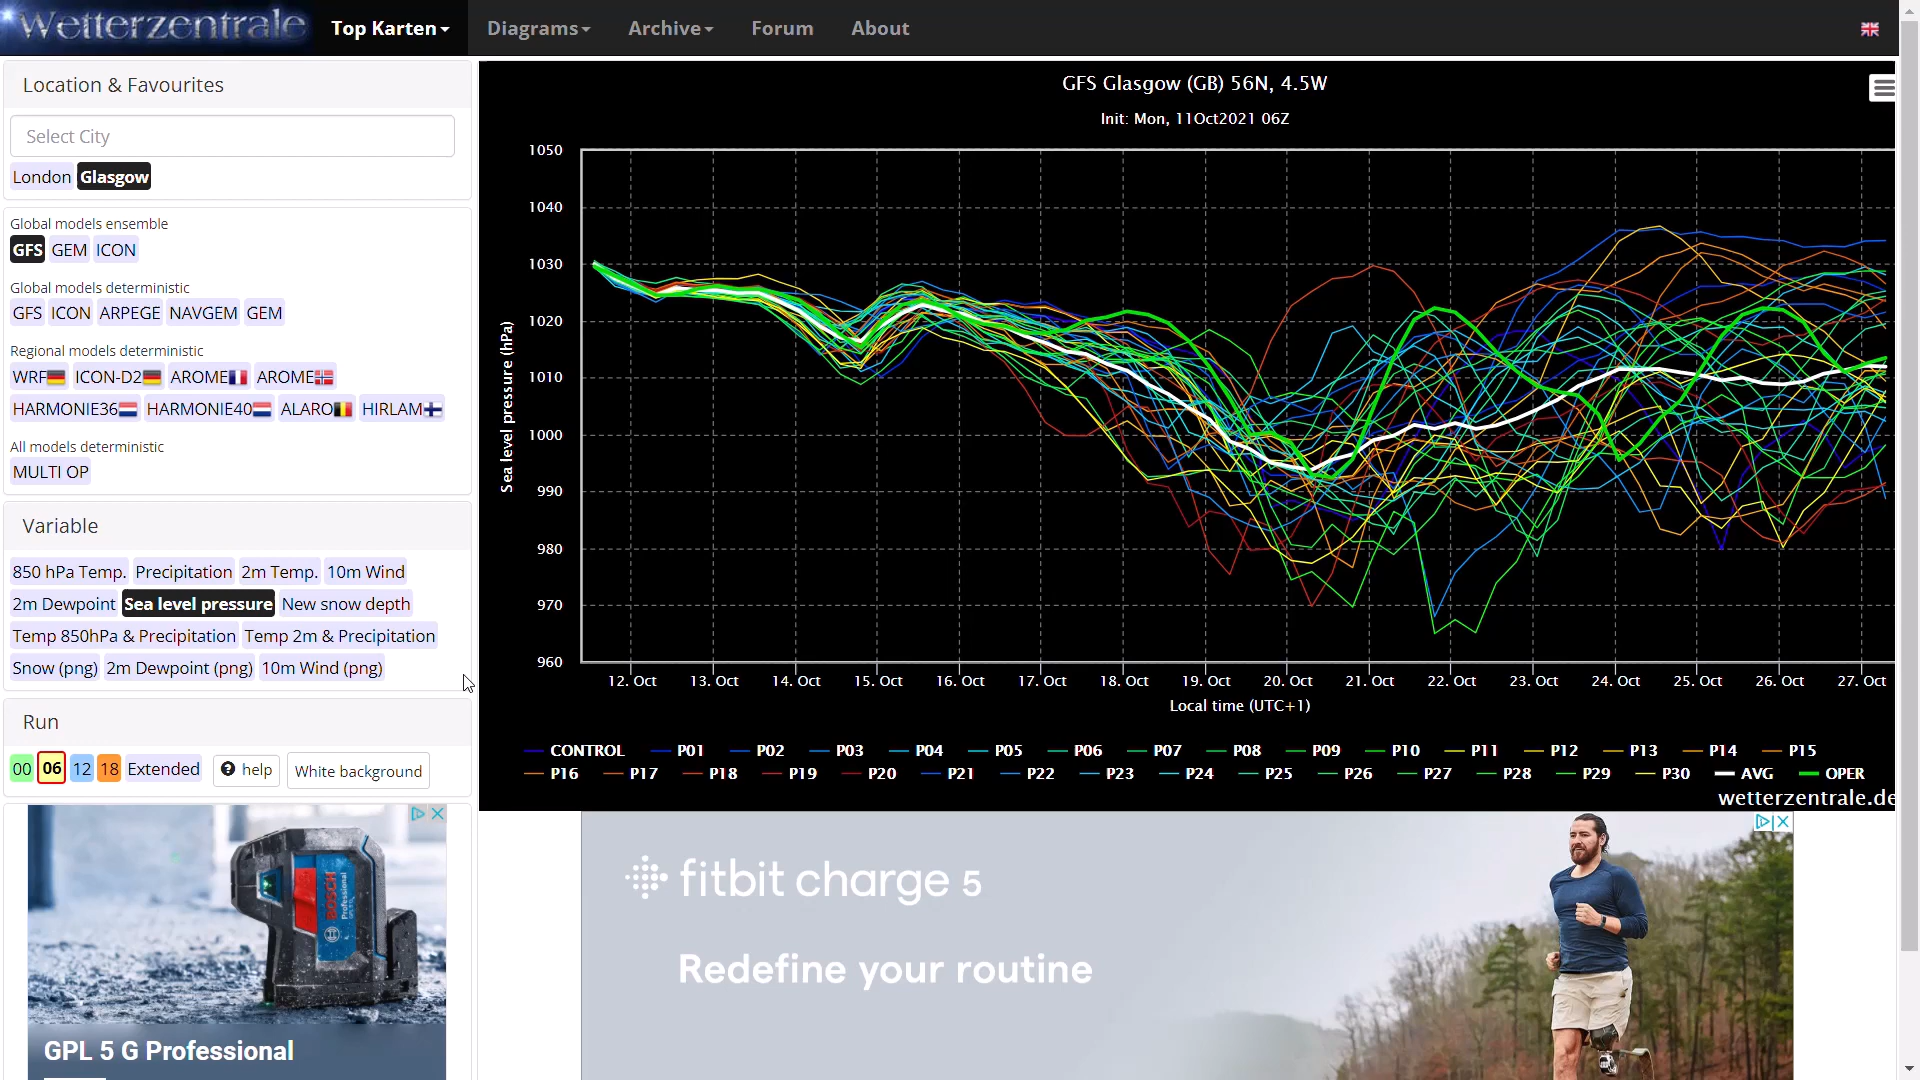 Wetterzentrale Top Karten Diagrams Archive Forum About
Location & Favourites
Select City
London Glasgow
Global models ensemble
GFS GEM ICON
Global models deterministic
GFS ICON ARPEGE NAVGEM GEM
Regional models deterministic
WRF ICON-D2 AROME AROME
HARMONIE36 HARMONIE40 ALARO HIRLAM
All models deterministic
MULTI OP
Variable
850 hPa Temp. Precipitation 2m Temp. 10m Wind
2m Dewpoint Sea level pressure New snow depth
Temp 850hPa & Precipitation Temp 2m & Precipitation
Snow (png) 2m Dewpoint (png) 10m Wind (png)
Run
00 06 12 18 Extended help White background
BOSCH
Professional
GPL 5 G Professional
GFS Glasgow (GB) 56N, 4.5W
Init: Mon, 11Oct2021 06Z
Sea level pressure (hPa)
1050
1040
1030
1020
1010
1000
990
980
970
960
12. Oct 13. Oct 14. Oct 15. Oct 16. Oct 17. Oct 18. Oct 19. Oct 20. Oct 21. Oct 22. Oct 23. Oct 24. Oct 25. Oct 26. Oct 27. Oct
Local time (UTC+1)
CONTROL P01 P02 P03 P04 P05 P06 P07 P08 P09 P10 P11 P12 P13 P14 P15
P16 P17 P18 P19 P20 P21 P22 P23 P24 P25 P26 P27 P28 P29 P30 AVG OPER
wetterzentrale.de
fitbit charge 5
Redefine your routine